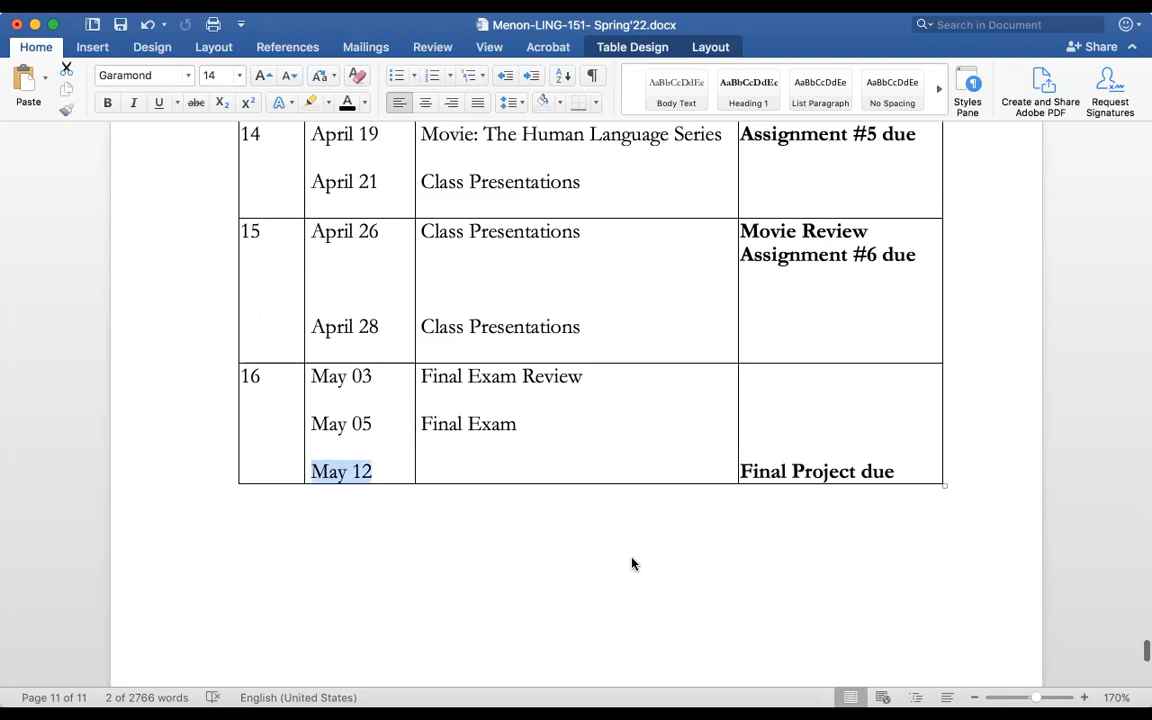 Menon-LING-151- Spring'22.docx
Search in Document
Home Insert Design Layout References Mailings Review View Acrobat Table Design Layout
Share
Paste
Garamond 14
AaBbCcDdEe AaBbCcDdEe AaBbCcDdEe AaBbCcDdEe
Body Text Heading 1 List Paragraph No Spacing
Styles Pane
Create and Share Adobe PDF
Request Signatures
14 April 19 Movie: The Human Language Series Assignment #5 due
April 21 Class Presentations
15 April 26 Class Presentations Movie Review
Assignment #6 due
April 28 Class Presentations
16 May 03 Final Exam Review
May 05 Final Exam
May 12 Final Project due
Page 11 of 11 2 of 2766 words English (United States) 170%